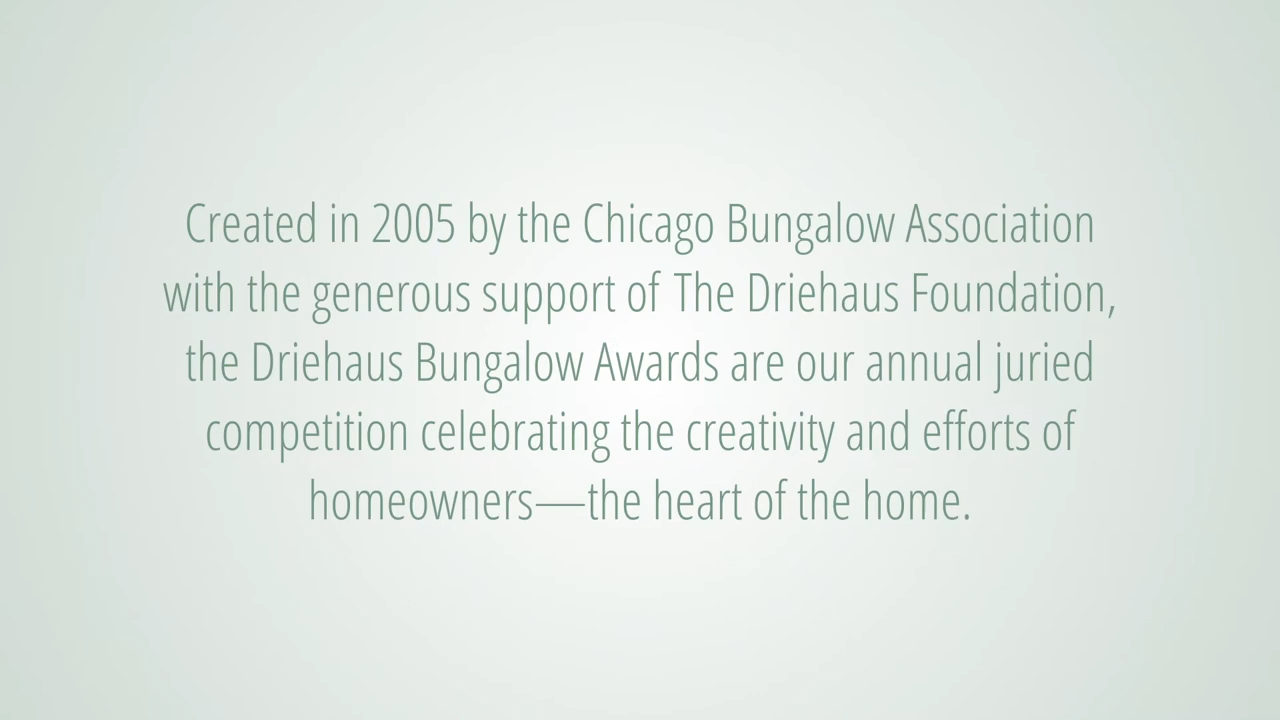 Created in 2005 by the Chicago Bungalow Association
with the generous support of The Driehaus Foundation,
the Driehaus Bungalow Awards are our annual juried
competition celebrating the creativity and efforts of
homeowners—the heart of the home.